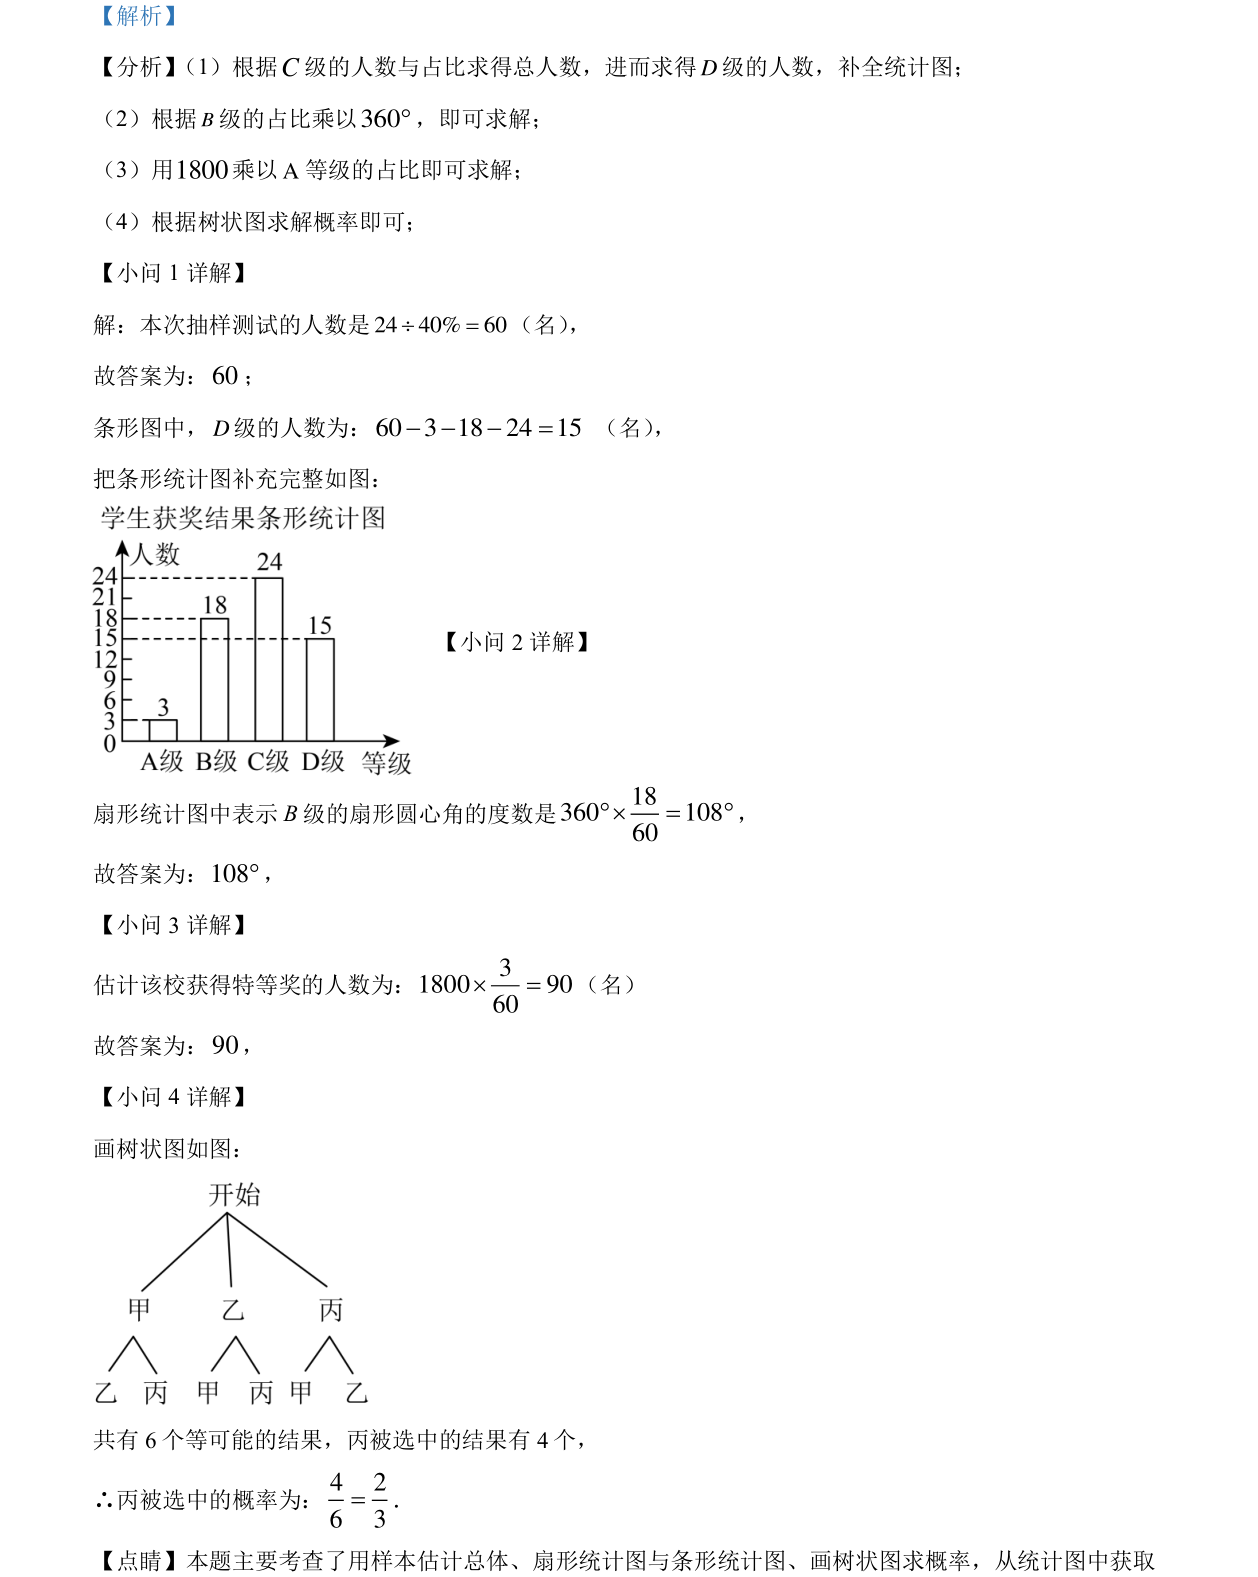 【解析】
【分析】（1）根据C级的人数与占比求得总人数，进而求得D级的人数，补全统计图；
（2）根据B级的占比乘以360°，即可求解；
（3）用1800乘以A等级的占比即可求解；
（4）根据树状图求解概率即可；
【小问1详解】
解：本次抽样测试的人数是24÷40%=60（名），
故答案为：60；
条形图中，D级的人数为：60−3−18−24=15（名），
把条形统计图补充完整如图：
学生获奖结果条形统计图
人数
24
24
21
18
18
15
15
12
9
6
3
3
0
A级 B级 C级 D级 等级
【小问2详解】
扇形统计图中表示B级的扇形圆心角的度数是360°×18/60=108°，
故答案为：108°，
【小问3详解】
估计该校获得特等奖的人数为：1800×3/60=90（名）
故答案为：90，
【小问4详解】
画树状图如图：
开始
甲 乙 丙
乙 丙 甲 丙 甲 乙
共有6个等可能的结果，丙被选中的结果有4个，
∴丙被选中的概率为：4/6=2/3．
【点睛】本题主要考查了用样本估计总体、扇形统计图与条形统计图、画树状图求概率，从统计图中获取